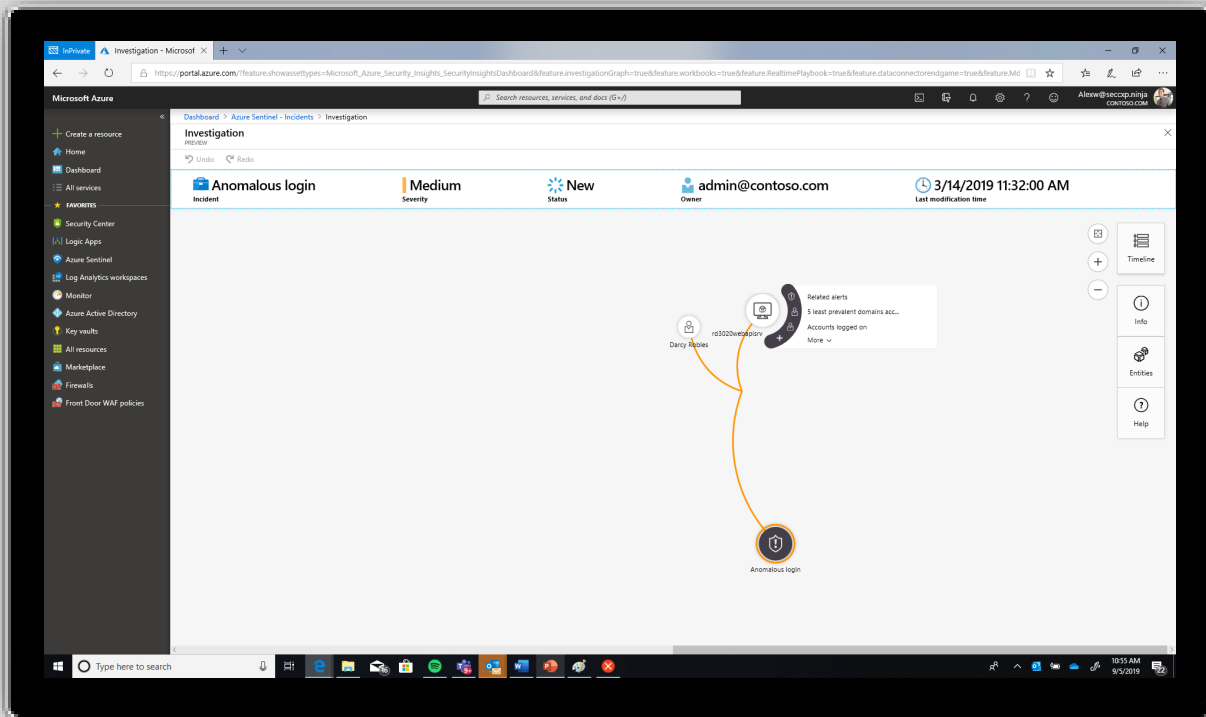 InPrivate
Investigation - Microsof
https://portal.azure.com/?feature.showassettypes=Microsoft_Azure_Security_Insights_SecurityInsightsDashboard&feature.investigationGraph=true&feature.workbooks=true&feature.RealtimePlaybook=true&feature.dataconnectorendgame=true&feature.Md
Microsoft Azure
Search resources, services, and docs (G+/)
Alexw@seccxp.ninja
CONTOSO.COM
Create a resource
Home
Dashboard
All services
FAVORITES
Security Center
Logic Apps
Azure Sentinel
Log Analytics workspaces
Monitor
Azure Active Directory
Key vaults
All resources
Marketplace
Firewalls
Front Door WAF policies
Dashboard > Azure Sentinel - Incidents > Investigation
Investigation
PREVIEW
Undo Redo
Anomalous login
Incident
Medium
Severity
New
Status
admin@contoso.com
Owner
3/14/2019 11:32:00 AM
Last modification time
Timeline
Info
Entities
Help
Related alerts
5 least prevalent domains acc...
Accounts logged on
More
rd3020webapisrv
Darcy Robles
Anomalous login
Type here to search
16
9+
10:55 AM
9/5/2019
22